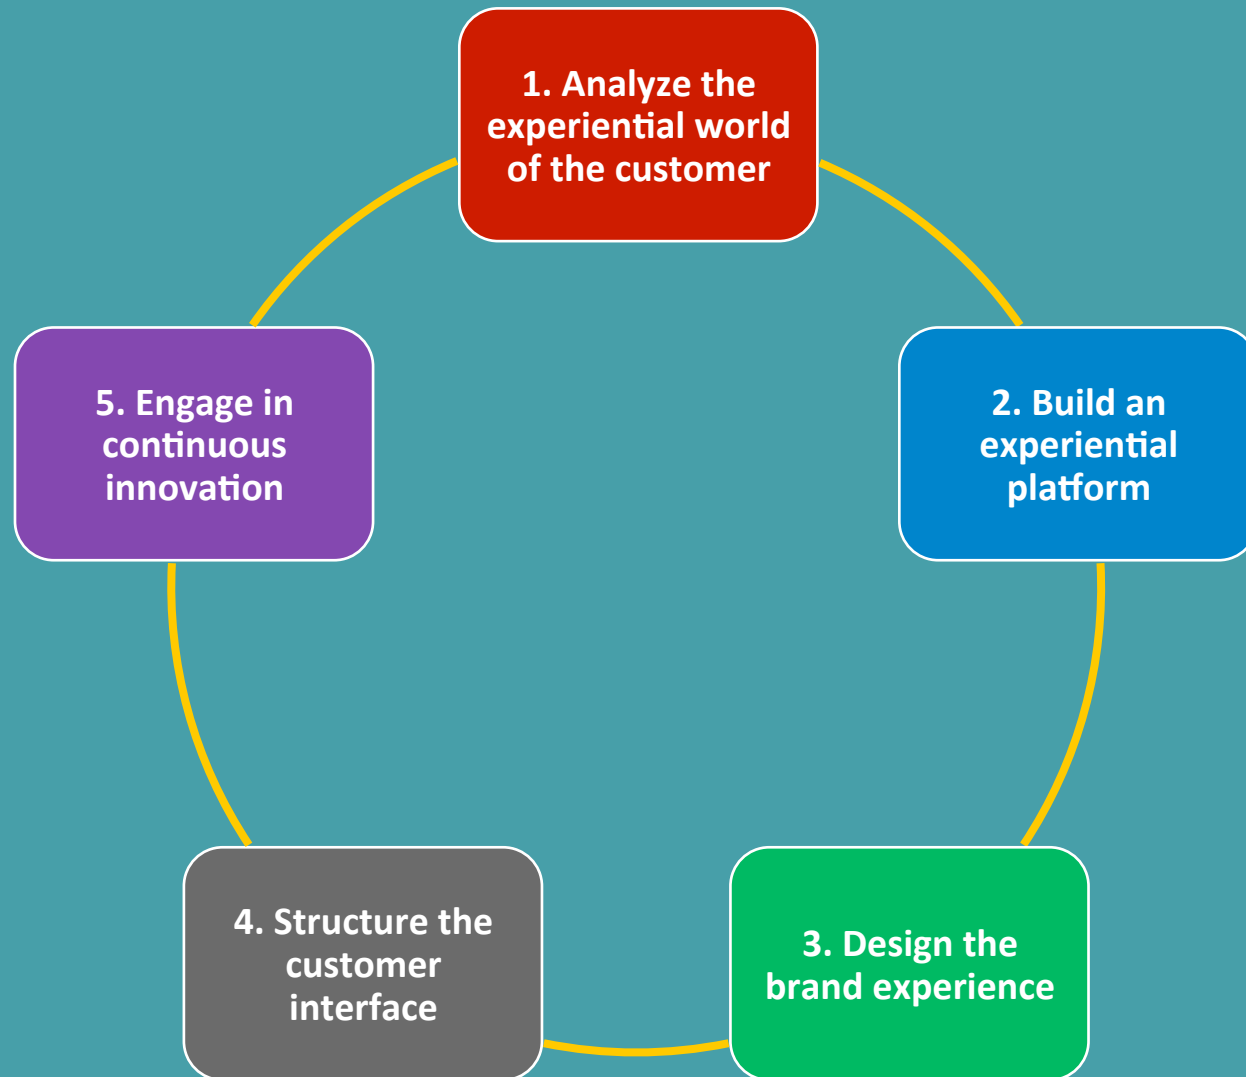 1. Analyze the
experiential world
of the customer
2. Build an
experiential
platform
3. Design the
brand experience
4. Structure the
customer
interface
5. Engage in
continuous
innovation